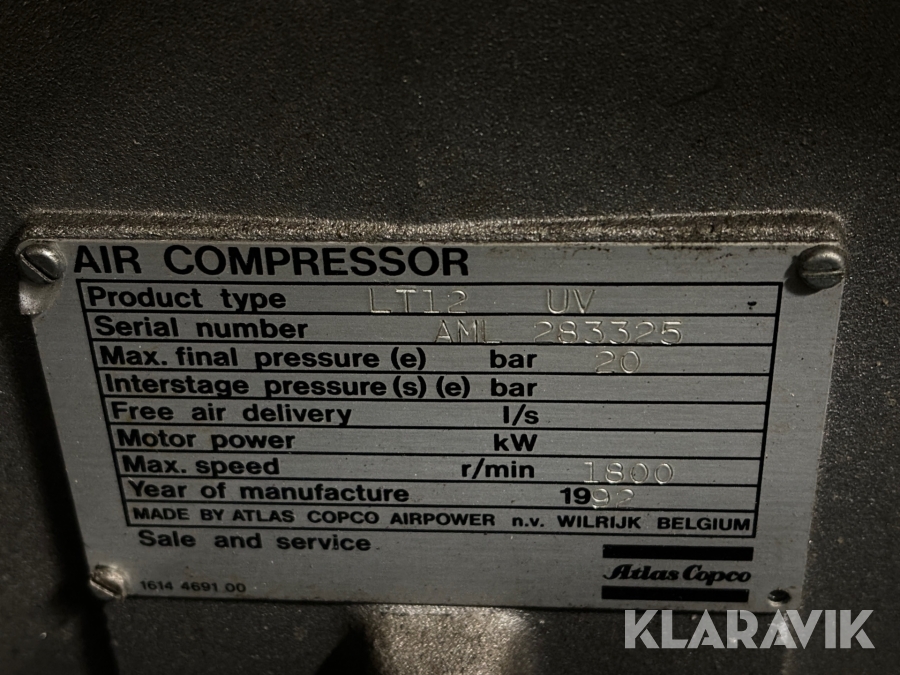 AIR COMPRESSOR
Product type LT12 UV
Serial number AML 283325
Max. final pressure (e) bar 20
Interstage pressure (s) (e) bar
Free air delivery l/s
Motor power kW
Max. speed r/min 1800
Year of manufacture 1992
MADE BY ATLAS COPCO AIRPOWER n.v. WILRIJK BELGIUM
Sale and service
Atlas Copco
1614 4691 00
KLARAVIK